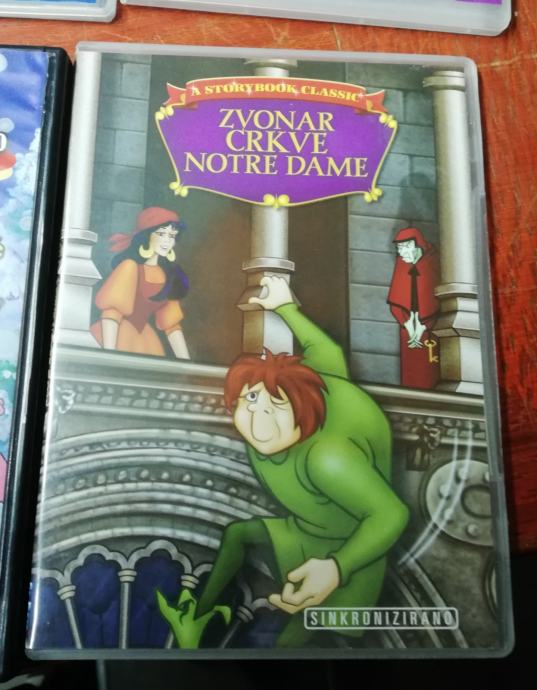 A STORYBOOK CLASSIC
ZVONAR
CRKVE
NOTRE DAME
SINKRONIZIRANO